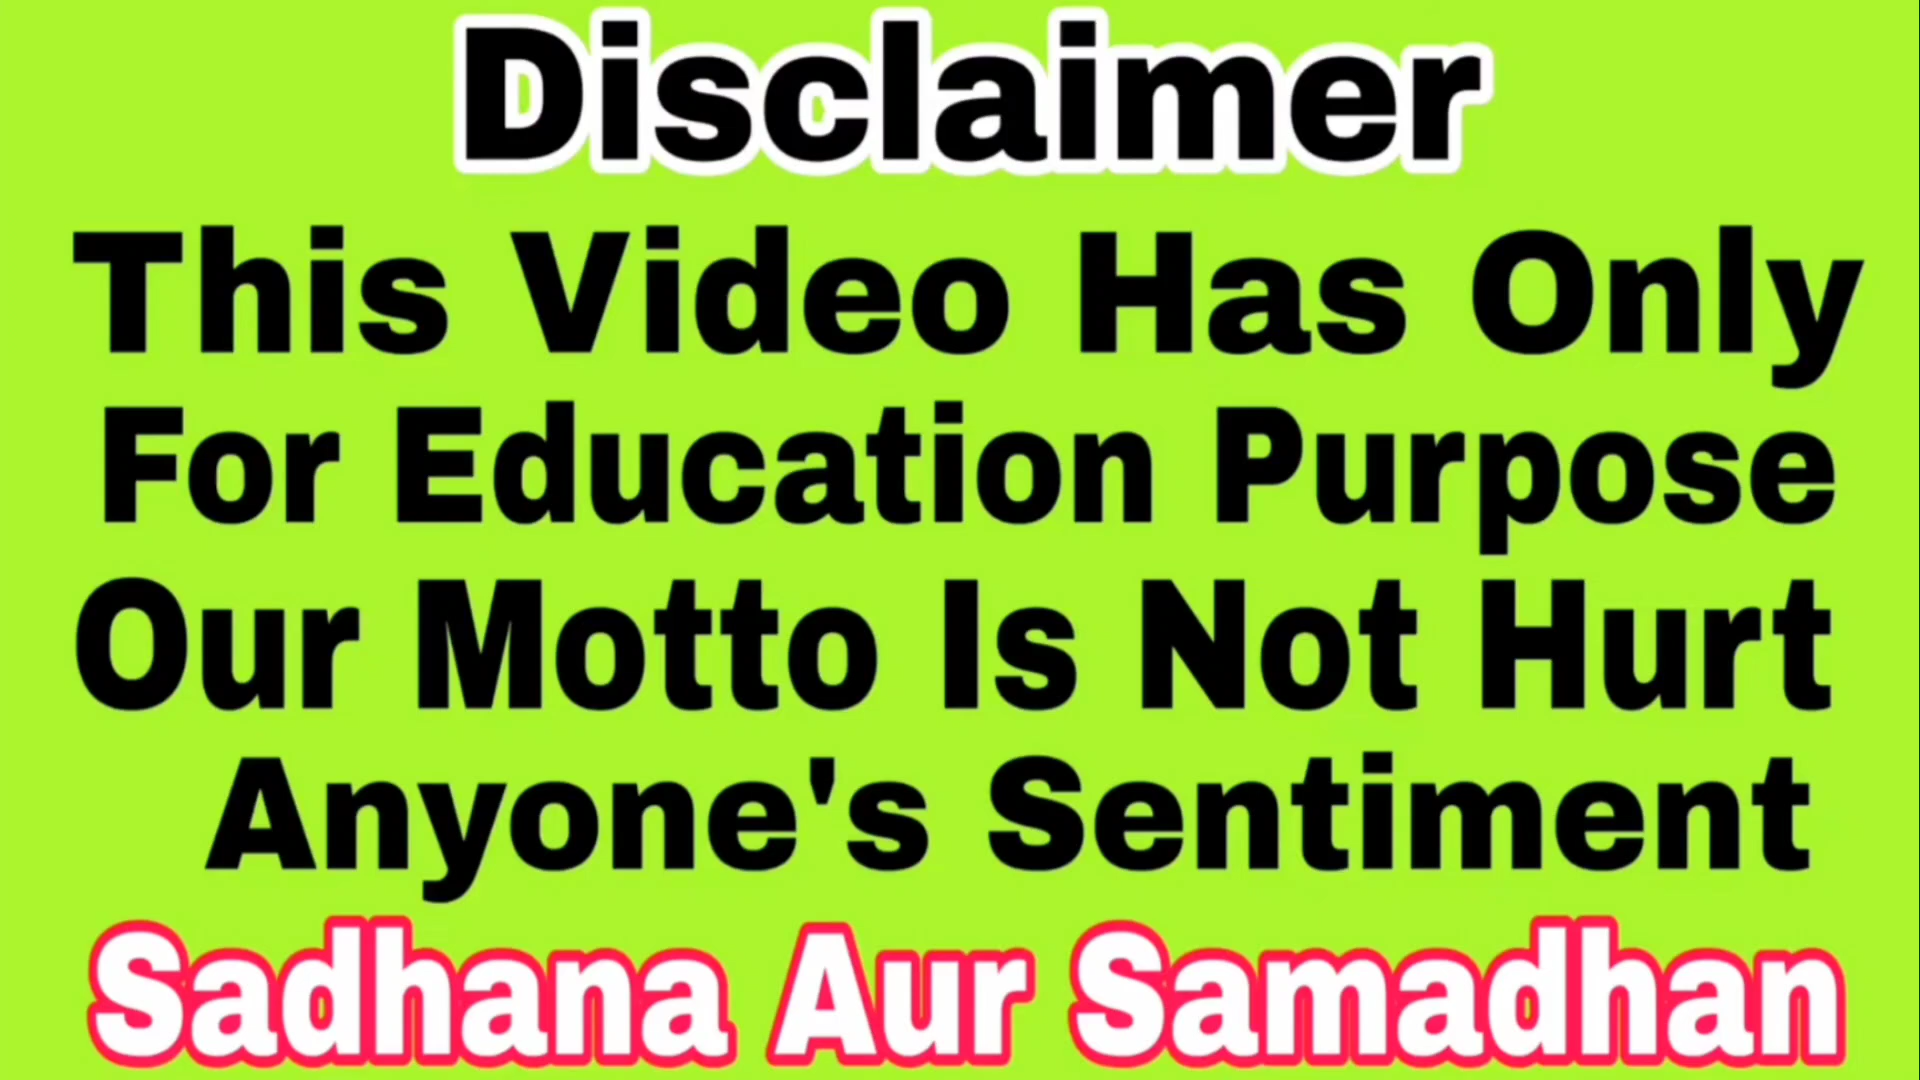 Disclaimer
This Video Has Only
For Education Purpose
Our Motto Is Not Hurt
Anyone's Sentiment
Sadhana Aur Samadhan